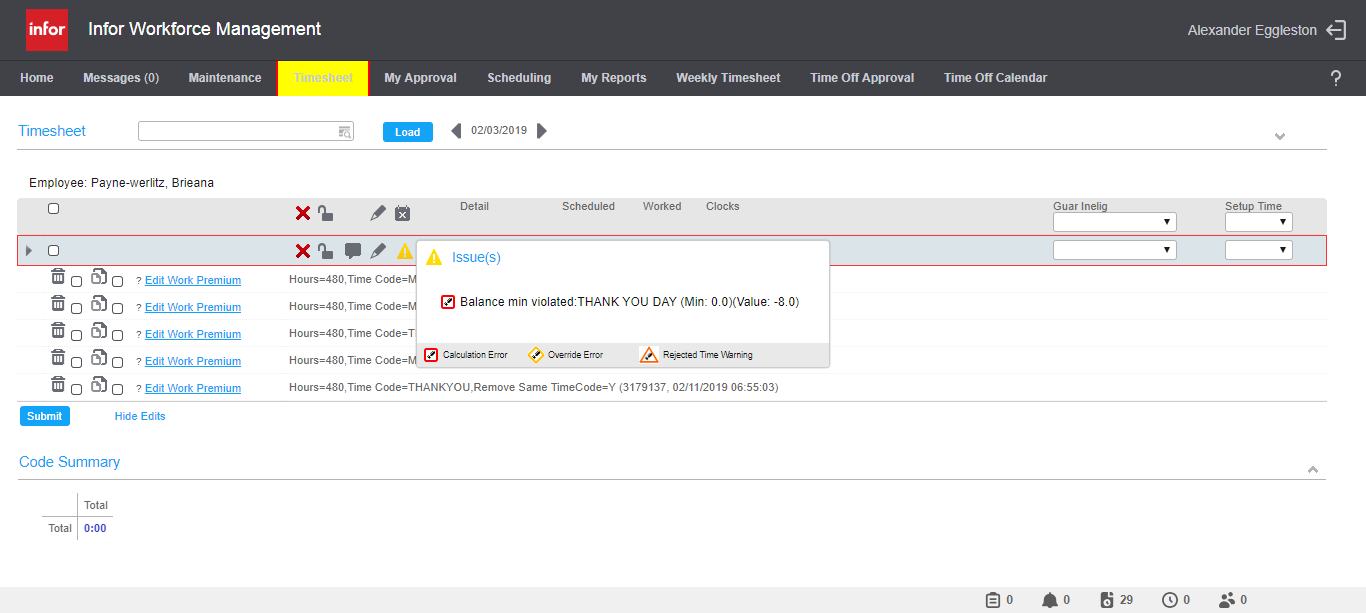 infor
Infor Workforce Management
Alexander Eggleston
Home Messages (0) Maintenance Timesheet My Approval Scheduling My Reports Weekly Timesheet Time Off Approval Time Off Calendar ?
Timesheet Load 02/03/2019
Employee: Payne-werlitz, Brieana
Detail Scheduled Worked Clocks Guar Inelig Setup Time
Issue(s)
Balance min violated:THANK YOU DAY (Min: 0.0)(Value: -8.0)
Calculation Error Override Error Rejected Time Warning
? Edit Work Premium Hours=480,Time Code=M
? Edit Work Premium Hours=480,Time Code=M
? Edit Work Premium Hours=480,Time Code=T
? Edit Work Premium Hours=480,Time Code=M
? Edit Work Premium Hours=480,Time Code=THANKYOU,Remove Same TimeCode=Y (3179137, 02/11/2019 06:55:03)
Submit Hide Edits
Code Summary
Total
Total 0:00
0 0 29 0 0